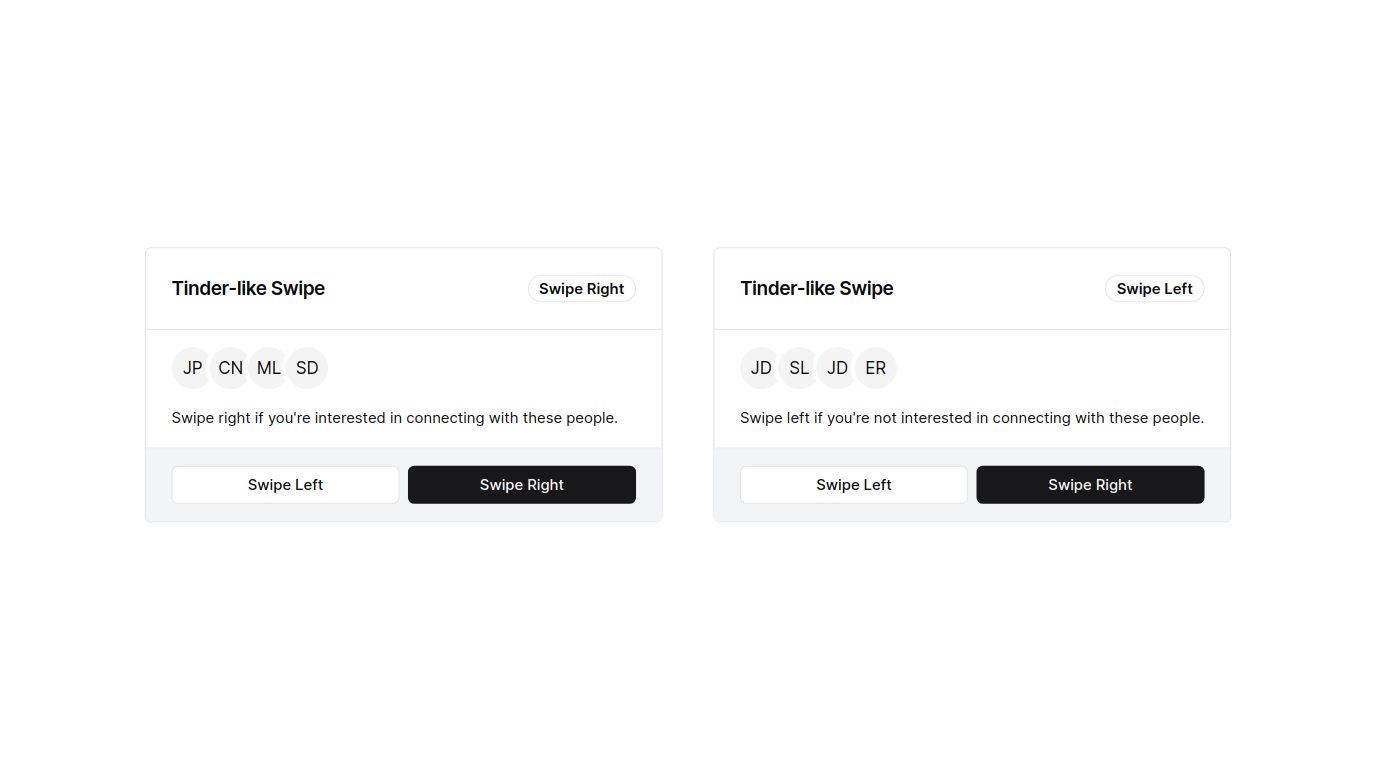 Tinder-like Swipe
Swipe Right
JP CN ML SD
Swipe right if you're interested in connecting with these people.
Swipe Left
Swipe Right
Tinder-like Swipe
Swipe Left
JD SL JD ER
Swipe left if you're not interested in connecting with these people.
Swipe Left
Swipe Right